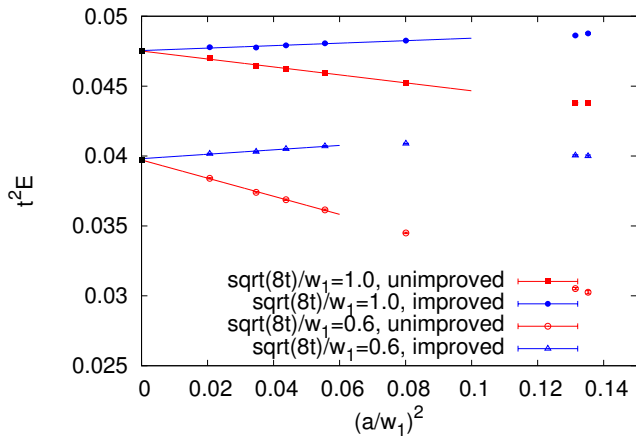 0.05
0.045
0.04
0.035
0.03
0.025
t²E
sqrt(8t)/w₁=1.0, unimproved
sqrt(8t)/w₁=1.0, improved
sqrt(8t)/w₁=0.6, unimproved
sqrt(8t)/w₁=0.6, improved
0 0.02 0.04 0.06 0.08 0.1 0.12 0.14
(a/w₁)²